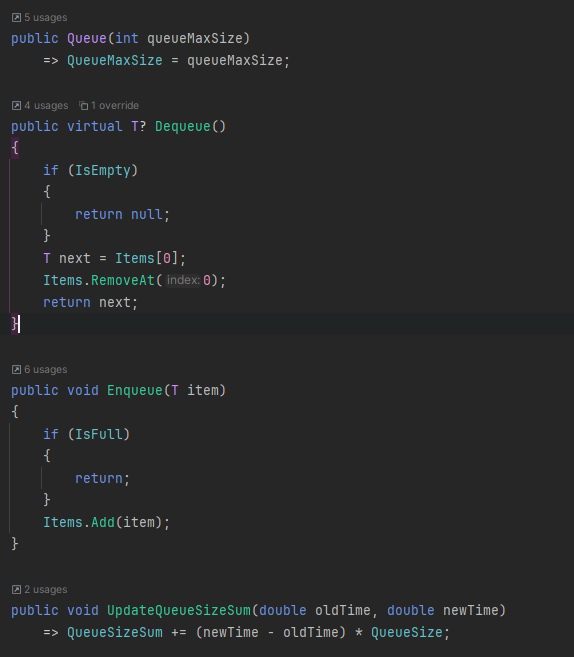 5 usages
public Queue(int queueMaxSize)
    => QueueMaxSize = queueMaxSize;
4 usages 1 override
public virtual T? Dequeue()
{
    if (IsEmpty)
    {
        return null;
    }
    T next = Items[0];
    Items.RemoveAt(index: 0);
    return next;
}
6 usages
public void Enqueue(T item)
{
    if (IsFull)
    {
        return;
    }
    Items.Add(item);
}
2 usages
public void UpdateQueueSizeSum(double oldTime, double newTime)
    => QueueSizeSum += (newTime - oldTime) * QueueSize;